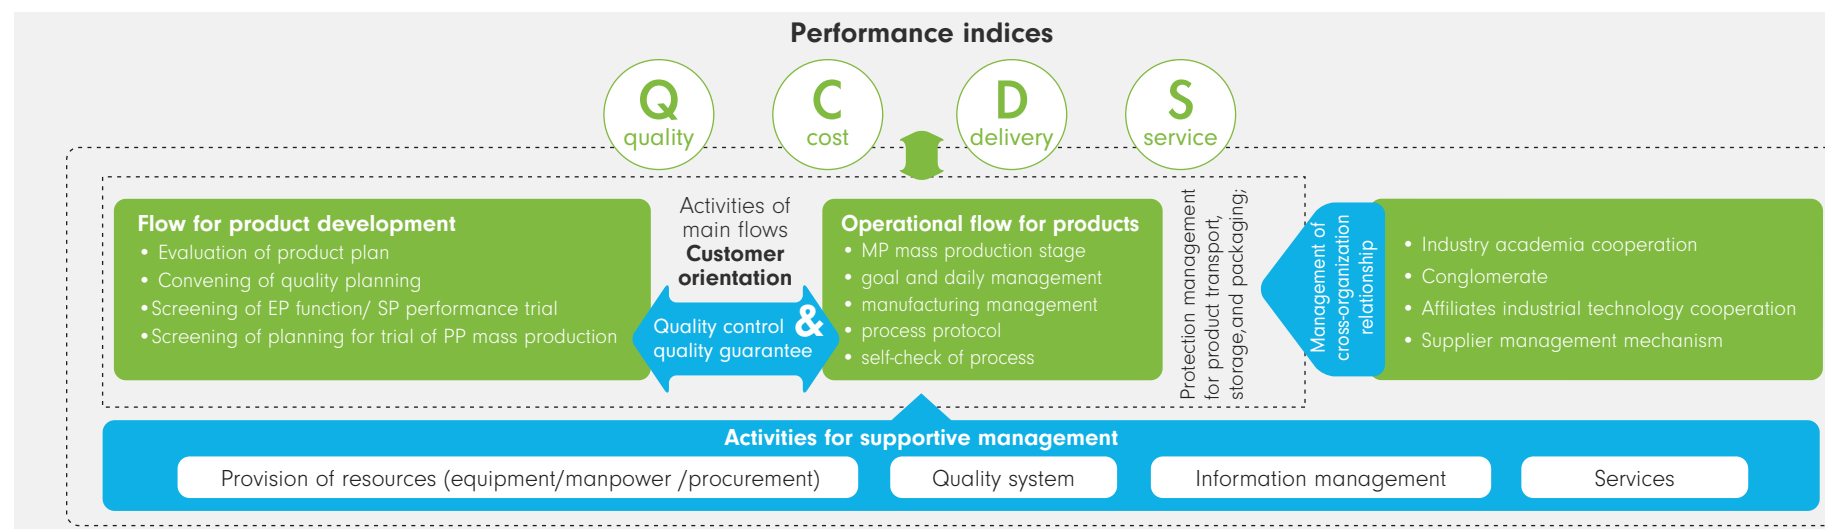 Performance indices
Q
quality
C
cost
D
delivery
S
service
Flow for product development
• Evaluation of product plan
• Convening of quality planning
• Screening of EP function/ SP performance trial
• Screening of planning for trial of PP mass production
Activities of
main flows
Customer
orientation
Quality control &
quality guarantee
Operational flow for products
• MP mass production stage
• goal and daily management
• manufacturing management
• process protocol
• self-check of process
Protection management
for product transport,
storage,and packaging;
Management of
cross-organization
relationship
• Industry academia cooperation
• Conglomerate
• Affiliates industrial technology cooperation
• Supplier management mechanism
Activities for supportive management
Provision of resources (equipment/manpower /procurement)
Quality system
Information management
Services